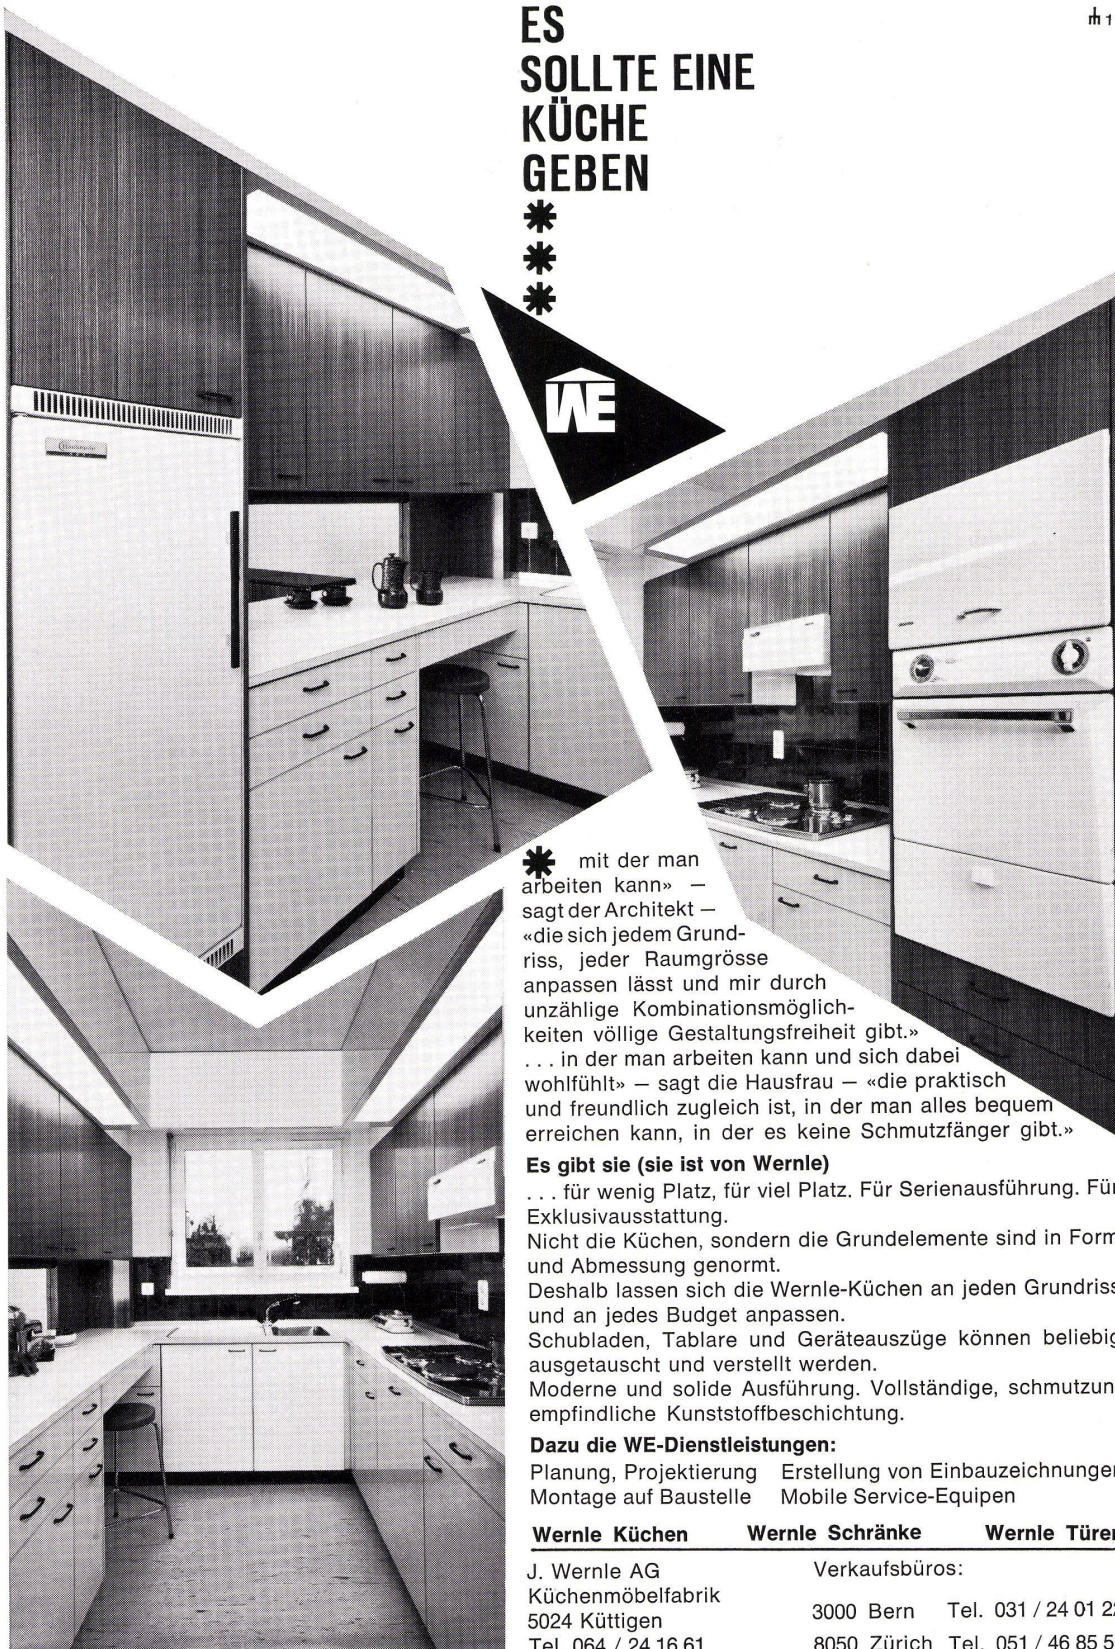 ES
SOLLTE EINE
KÜCHE
GEBEN
*
*
*
WE
* mit der man
arbeiten kann» —
sagt der Architekt —
«die sich jedem Grund-
riss, jeder Raumgrösse
anpassen lässt und mir durch
unzählige Kombinationsmöglich-
keiten völlige Gestaltungsfreiheit gibt.»
... in der man arbeiten kann und sich dabei
wohlfühlt» — sagt die Hausfrau — «die praktisch
und freundlich zugleich ist, in der man alles bequem
erreichen kann, in der es keine Schmutzfänger gibt.»
Es gibt sie (sie ist von Wernle)
... für wenig Platz, für viel Platz. Für Serienausführung. Für
Exklusivausstattung.
Nicht die Küchen, sondern die Grundelemente sind in Form
und Abmessung genormt.
Deshalb lassen sich die Wernle-Küchen an jeden Grundriss
und an jedes Budget anpassen.
Schubladen, Tablare und Geräteauszüge können beliebig
ausgetauscht und verstellt werden.
Moderne und solide Ausführung. Vollständige, schmutzun
empfindliche Kunststoffbeschichtung.
Dazu die WE-Dienstleistungen:
Planung, Projektierung Erstellung von Einbauzeichnungen
Montage auf Baustelle Mobile Service-Equipen
Wernle Küchen Wernle Schränke Wernle Türen
J. Wernle AG Verkaufsbüros:
Küchenmöbelfabrik
5024 Küttigen 3000 Bern Tel. 031 / 24 01 22
Tel. 064 / 24 16 61 8050 Zürich Tel. 051 / 46 85 5